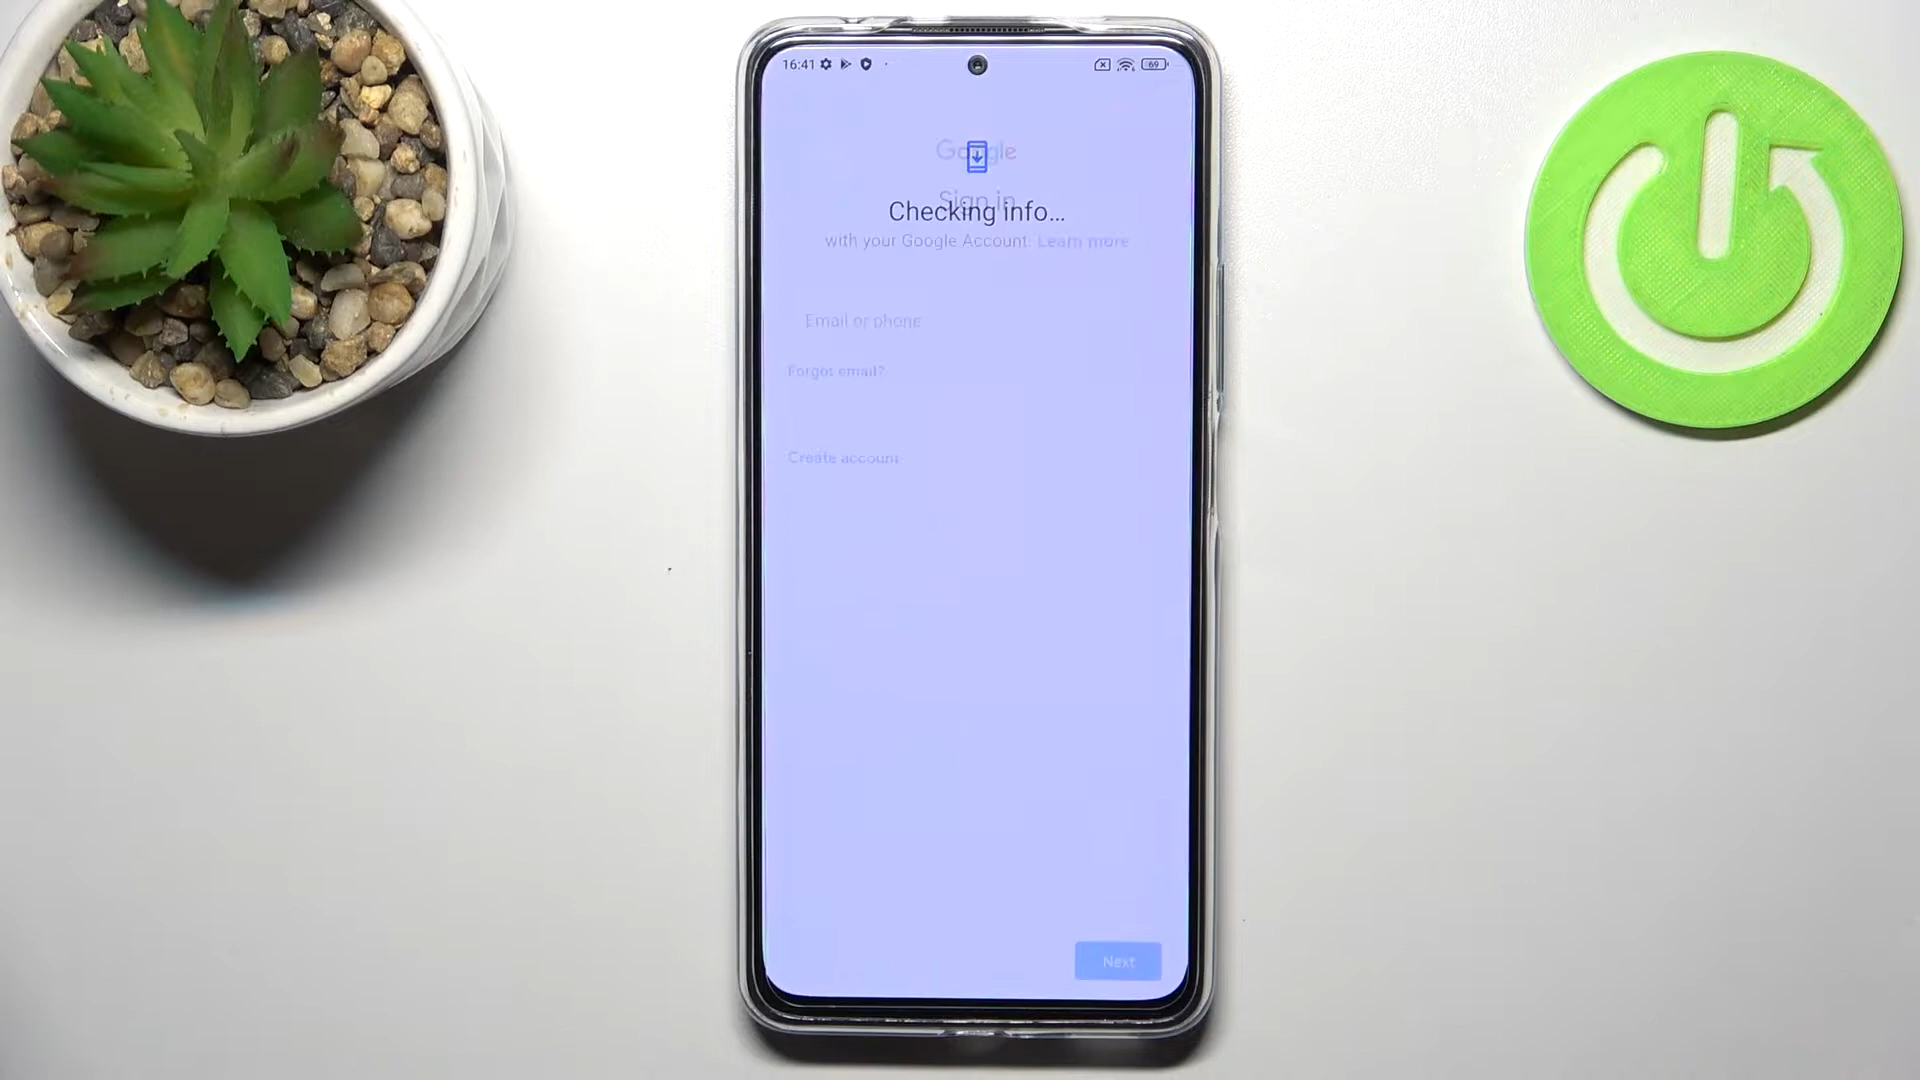 16:41
69
Google
Sign in
Checking info...
with your Google Account. Learn more
Email or phone
Forgot email?
Create account
Next